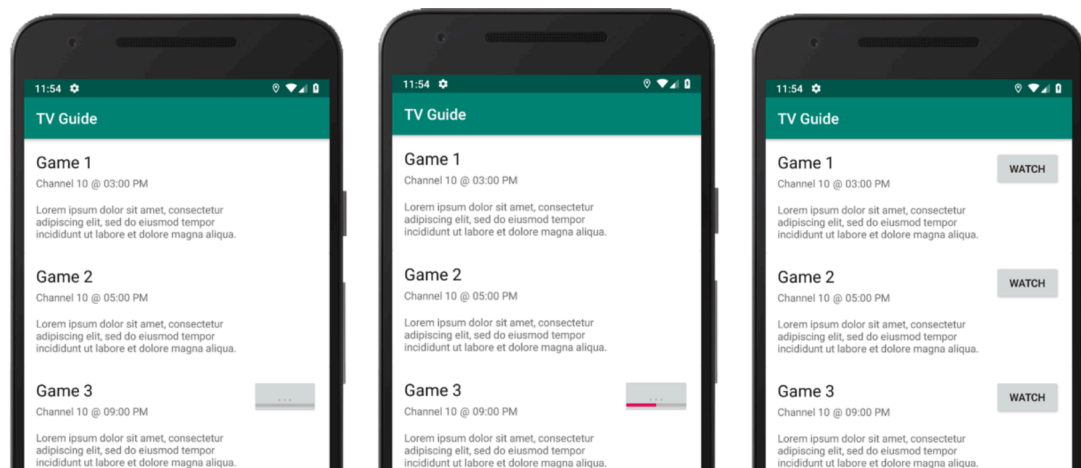 11:54
TV Guide
Game 1
Channel 10 @ 03:00 PM
Lorem ipsum dolor sit amet, consectetur
adipiscing elit, sed do eiusmod tempor
incididunt ut labore et dolore magna aliqua.
Game 2
Channel 10 @ 05:00 PM
Lorem ipsum dolor sit amet, consectetur
adipiscing elit, sed do eiusmod tempor
incididunt ut labore et dolore magna aliqua.
Game 3
...
Channel 10 @ 09:00 PM
Lorem ipsum dolor sit amet, consectetur
adipiscing elit, sed do eiusmod tempor
incididunt ut labore et dolore magna aliqua.
11:54
TV Guide
Game 1
Channel 10 @ 03:00 PM
Lorem ipsum dolor sit amet, consectetur
adipiscing elit, sed do eiusmod tempor
incididunt ut labore et dolore magna aliqua.
Game 2
Channel 10 @ 05:00 PM
Lorem ipsum dolor sit amet, consectetur
adipiscing elit, sed do eiusmod tempor
incididunt ut labore et dolore magna aliqua.
Game 3
...
Channel 10 @ 09:00 PM
Lorem ipsum dolor sit amet, consectetur
adipiscing elit, sed do eiusmod tempor
incididunt ut labore et dolore magna aliqua.
11:54
TV Guide
Game 1
WATCH
Channel 10 @ 03:00 PM
Lorem ipsum dolor sit amet, consectetur
adipiscing elit, sed do eiusmod tempor
incididunt ut labore et dolore magna aliqua.
Game 2
WATCH
Channel 10 @ 05:00 PM
Lorem ipsum dolor sit amet, consectetur
adipiscing elit, sed do eiusmod tempor
incididunt ut labore et dolore magna aliqua.
Game 3
WATCH
Channel 10 @ 09:00 PM
Lorem ipsum dolor sit amet, consectetur
adipiscing elit, sed do eiusmod tempor
incididunt ut labore et dolore magna aliqua.